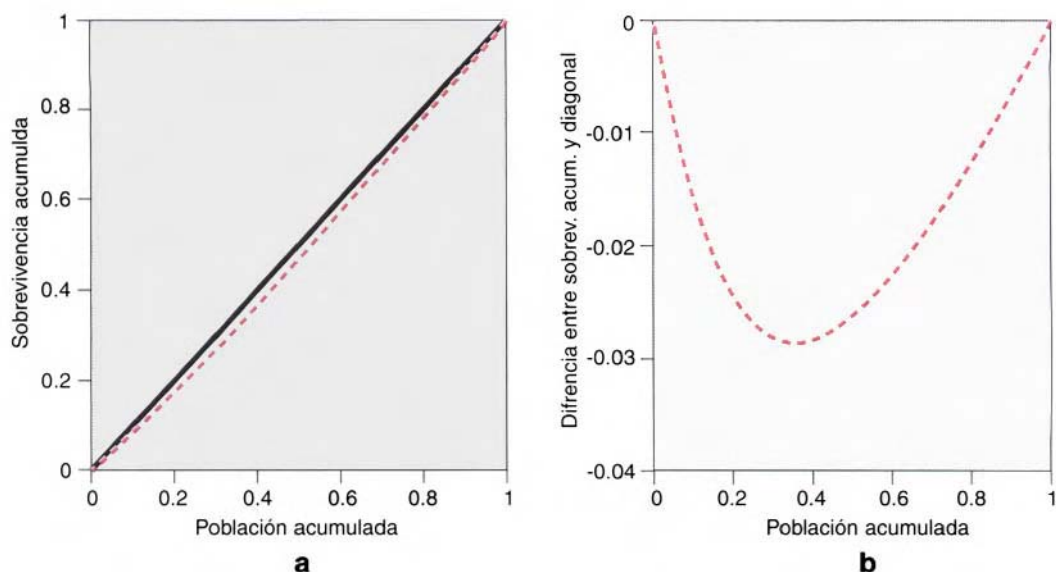 Sobrevivencia acumulda
1
0.8
0.6
0.4
0.2
0
0 0.2 0.4 0.6 0.8 1
Población acumulada
a
Difrencia entre sobrev. acum. y diagonal
0
-0.01
-0.02
-0.03
-0.04
0 0.2 0.4 0.6 0.8 1
Población acumulada
b